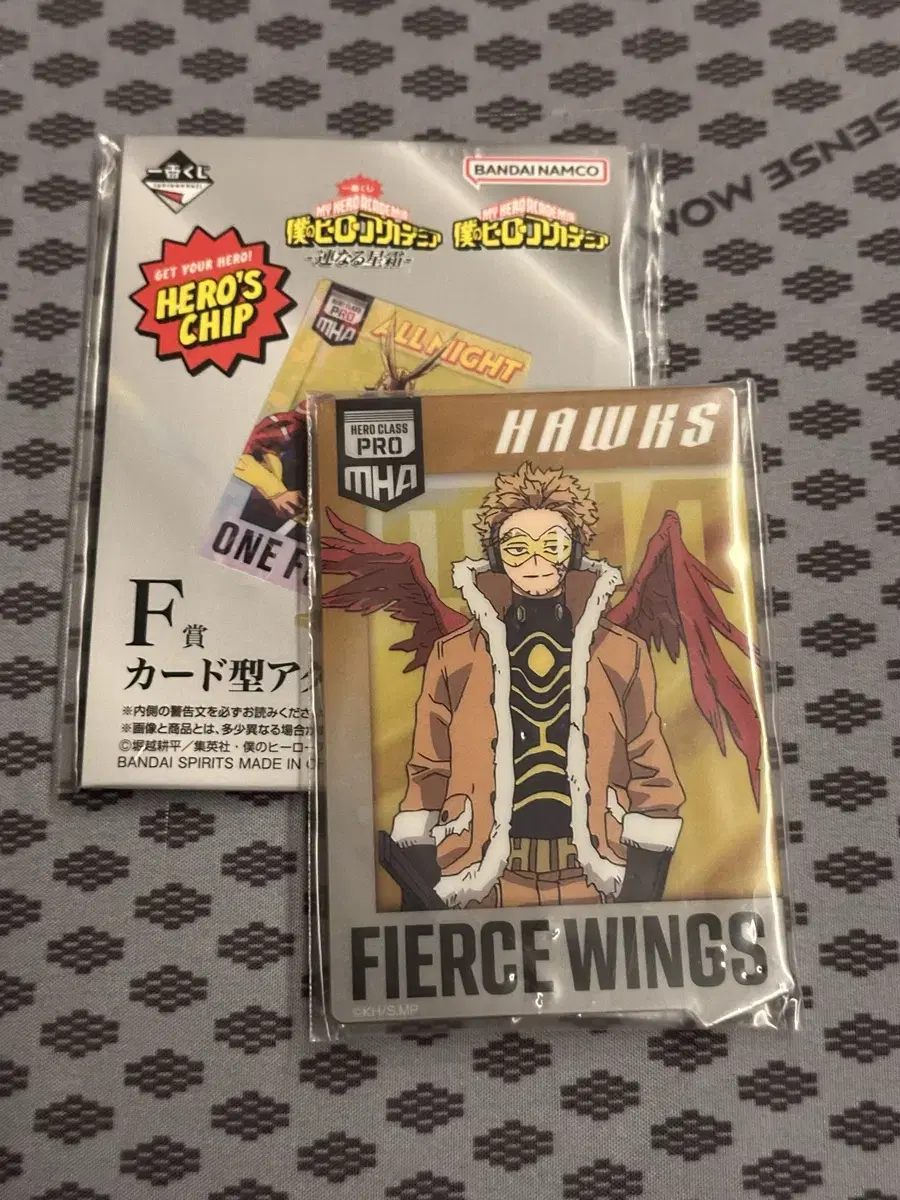 一番くじ
BANDAI NAMCO
一番くじ
MY HERO ACADEMIA
僕のヒーローアカデミア
-連なる星霜-
MY HERO ACADEMIA
僕のヒーローアカデミア
GET YOUR HERO!
HERO'S
CHIP
HERO CLASS
PRO
MHA
ALL MIGHT
ONE F
F賞
カード型ア
※内側の警告文を必ずお読みくださ
※画像と商品とは、多少異なる場合が
©堀越耕平/集英社・僕のヒーロー
BANDAI SPIRITS MADE IN CH
HERO CLASS
PRO
MHA
HAWKS
FIERCE WINGS
©KH/S,MP
SENSE MOM